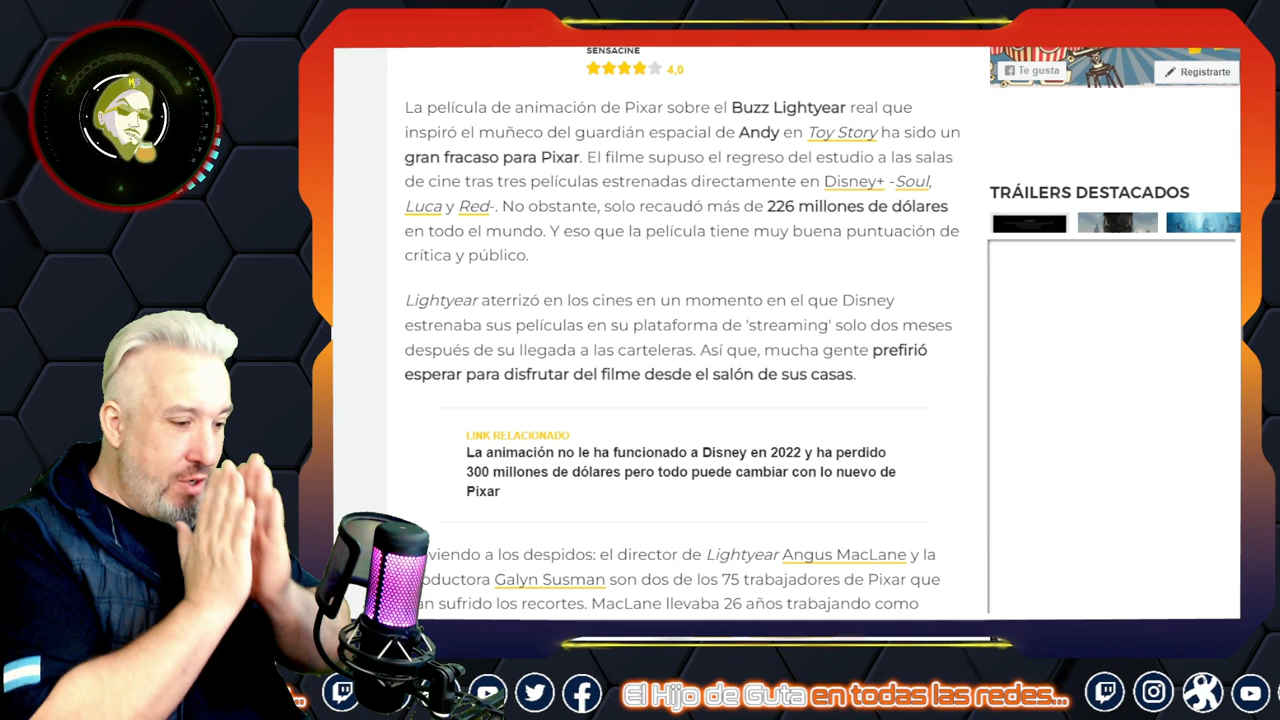 SENSACINE
4,0
La película de animación de Pixar sobre el Buzz Lightyear real que
inspiró el muñeco del guardián espacial de Andy en Toy Story ha sido un
gran fracaso para Pixar. El filme supuso el regreso del estudio a las salas
de cine tras tres películas estrenadas directamente en Disney+ -Soul,
Luca y Red-. No obstante, solo recaudó más de 226 millones de dólares
en todo el mundo. Y eso que la película tiene muy buena puntuación de
crítica y público.
Lightyear aterrizó en los cines en un momento en el que Disney
estrenaba sus películas en su plataforma de 'streaming' solo dos meses
después de su llegada a las carteleras. Así que, mucha gente prefirió
esperar para disfrutar del filme desde el salón de sus casas.
LINK RELACIONADO
La animación no le ha funcionado a Disney en 2022 y ha perdido
300 millones de dólares pero todo puede cambiar con lo nuevo de
Pixar
viendo a los despidos: el director de Lightyear Angus MacLane y la
oductora Galyn Susman son dos de los 75 trabajadores de Pixar que
an sufrido los recortes. MacLane llevaba 26 años trabajando como
Te gusta
Registrarte
TRÁILERS DESTACADOS
El Hijo de Guta en todas las redes...